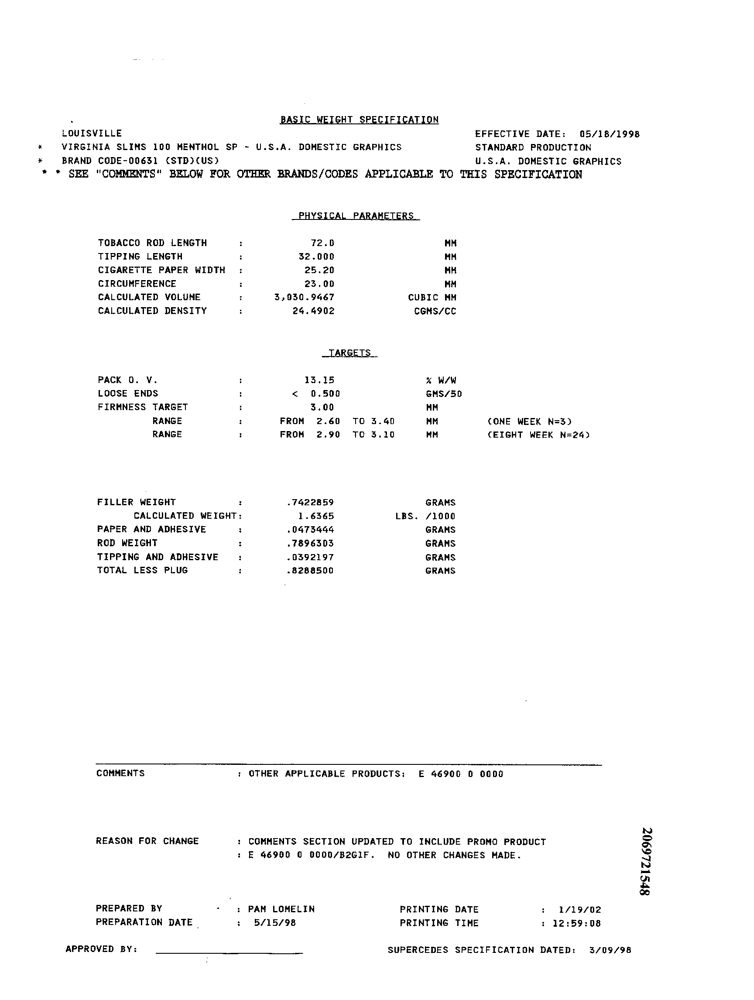 BASIC WEIGHT SPECIFICATION
LOUISVILLE EFFECTIVE DATE: 05/18/1998
* VIRGINIA SLIMS 100 MENTHOL SP - U.S.A. DOMESTIC GRAPHICS STANDARD PRODUCTION
* BRAND CODE-00631 (STD)(US) U.S.A. DOMESTIC GRAPHICS
* * SEE "COMMENTS" BELOW FOR OTHER BRANDS/CODES APPLICABLE TO THIS SPECIFICATION
PHYSICAL PARAMETERS
TOBACCO ROD LENGTH : 72.0 MM
TIPPING LENGTH : 32.000 MM
CIGARETTE PAPER WIDTH : 25.20 MM
CIRCUMFERENCE : 23.00 MM
CALCULATED VOLUME : 3,030.9467 CUBIC MM
CALCULATED DENSITY : 24.4902 CGMS/CC
TARGETS
PACK O. V. : 13.15 % W/W
LOOSE ENDS : < 0.500 GMS/50
FIRMNESS TARGET : 3.00 MM
RANGE : FROM 2.60 TO 3.40 MM (ONE WEEK N=3)
RANGE : FROM 2.90 TO 3.10 MM (EIGHT WEEK N=24)
FILLER WEIGHT : .7422859 GRAMS
CALCULATED WEIGHT: 1.6365 LBS. /1000
PAPER AND ADHESIVE : .0473444 GRAMS
ROD WEIGHT : .7896303 GRAMS
TIPPING AND ADHESIVE : .0392197 GRAMS
TOTAL LESS PLUG : .8288500 GRAMS
COMMENTS : OTHER APPLICABLE PRODUCTS: E 46900 0 0000
REASON FOR CHANGE : COMMENTS SECTION UPDATED TO INCLUDE PROMO PRODUCT
: E 46900 0 0000/B2G1F. NO OTHER CHANGES MADE.
2069721548
PREPARED BY : PAM LOMELIN PRINTING DATE : 1/19/02
PREPARATION DATE : 5/15/98 PRINTING TIME : 12:59:08
APPROVED BY: SUPERCEDES SPECIFICATION DATED: 3/09/98